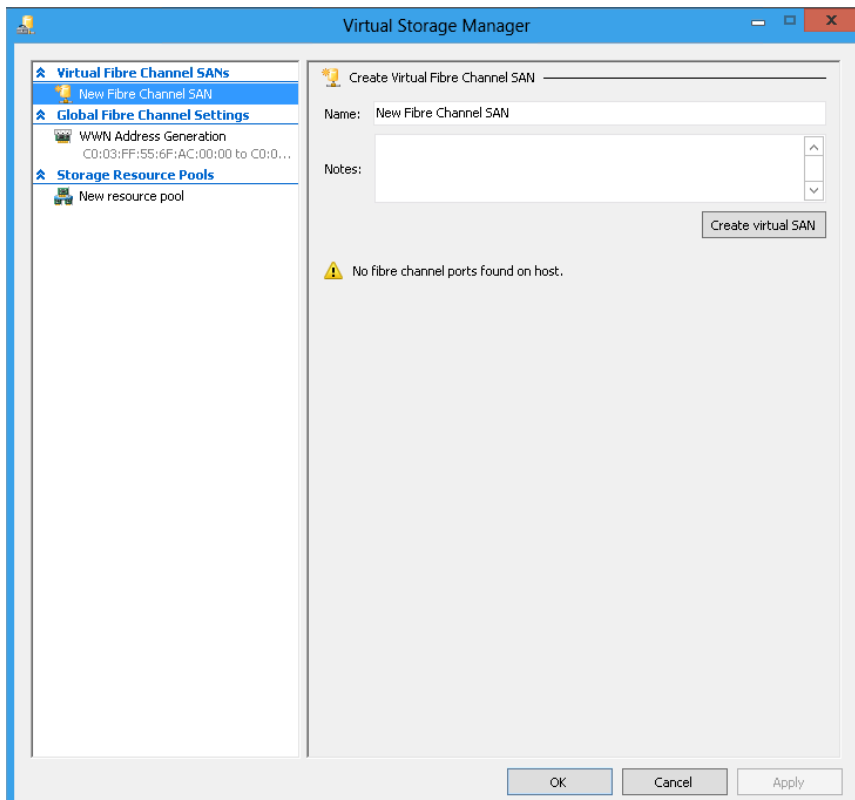 Virtual Storage Manager
x
Virtual Fibre Channel SANs
New Fibre Channel SAN
Global Fibre Channel Settings
WWN Address Generation
C0:03:FF:55:6F:AC:00:00 to C0:0...
Storage Resource Pools
New resource pool
Create Virtual Fibre Channel SAN
Name: New Fibre Channel SAN
Notes:
Create virtual SAN
No fibre channel ports found on host.
OK Cancel Apply